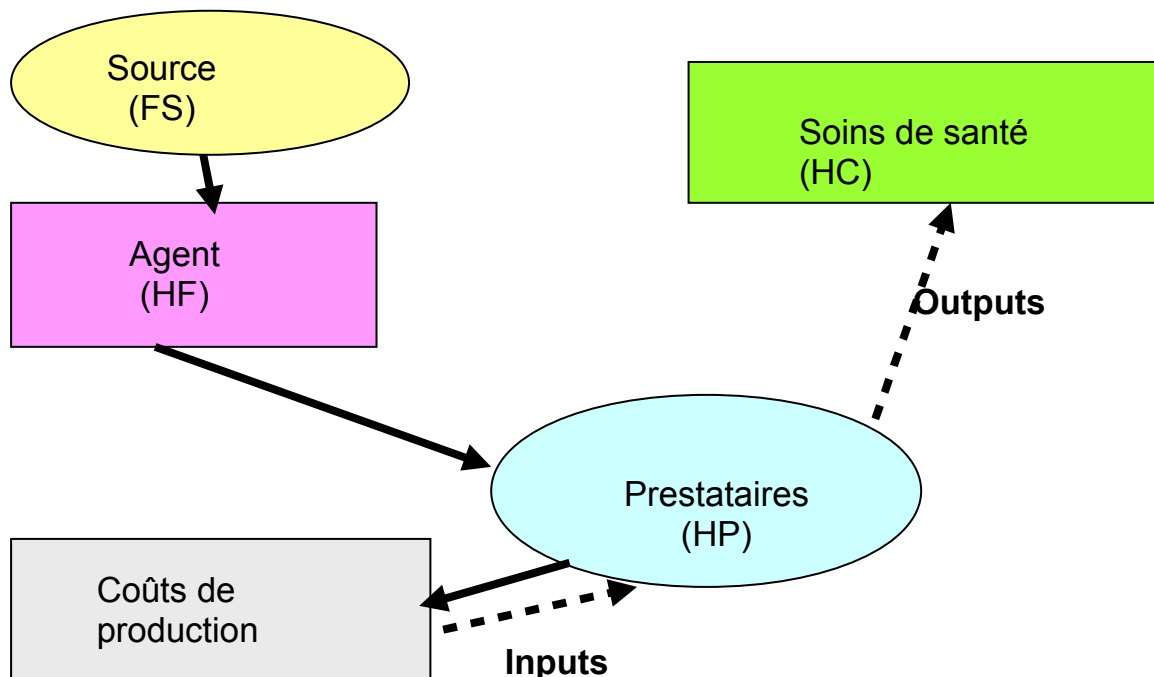 Source
(FS)
Soins de santé
(HC)
Agent
(HF)
Outputs
Prestataires
(HP)
Coûts de
production
Inputs